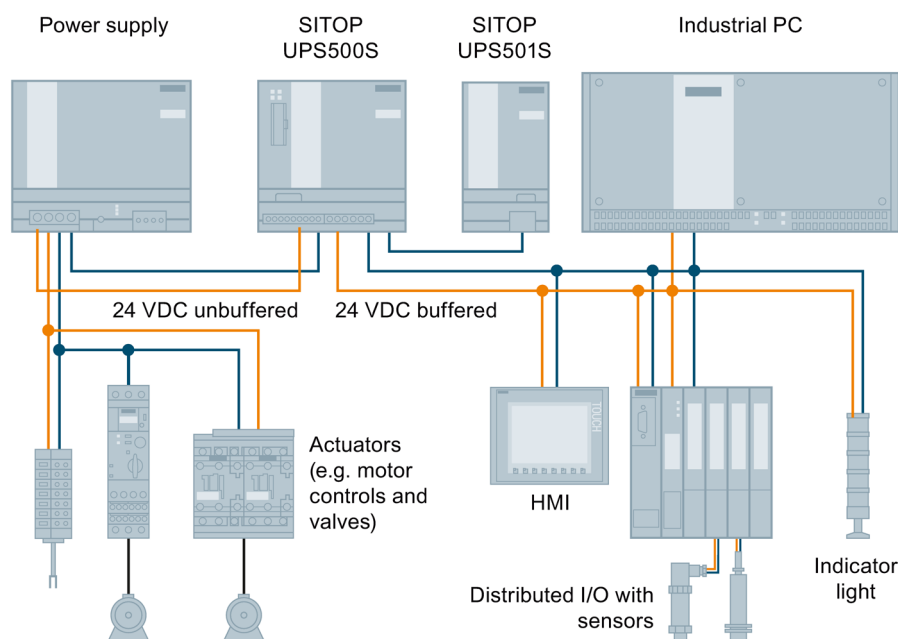 Power supply
SITOP
UPS500S
SITOP
UPS501S
Industrial PC
24 VDC unbuffered
24 VDC buffered
Actuators
(e.g. motor
controls and
valves)
TOUCH
HMI
Distributed I/O with
sensors
Indicator
light